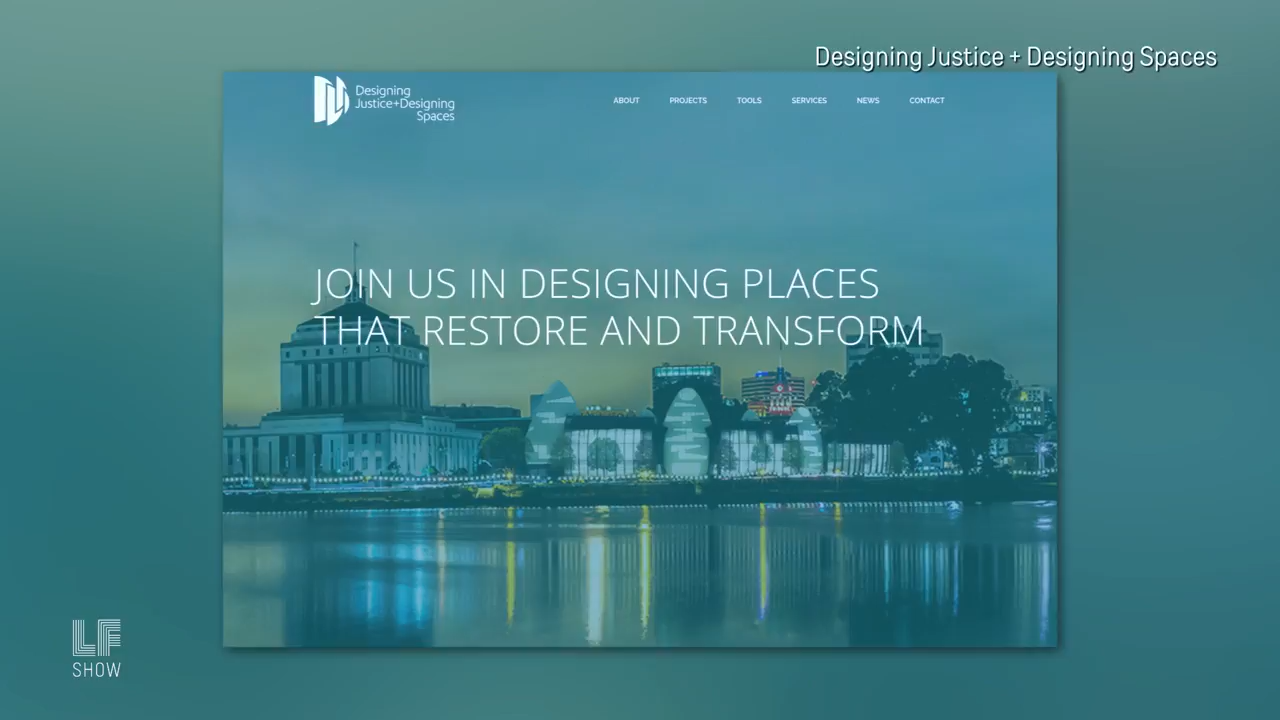 Designing Justice + Designing Spaces
Designing
Justice+Designing
Spaces
ABOUT PROJECTS TOOLS SERVICES NEWS CONTACT
JOIN US IN DESIGNING PLACES
THAT RESTORE AND TRANSFORM
LF
SHOW